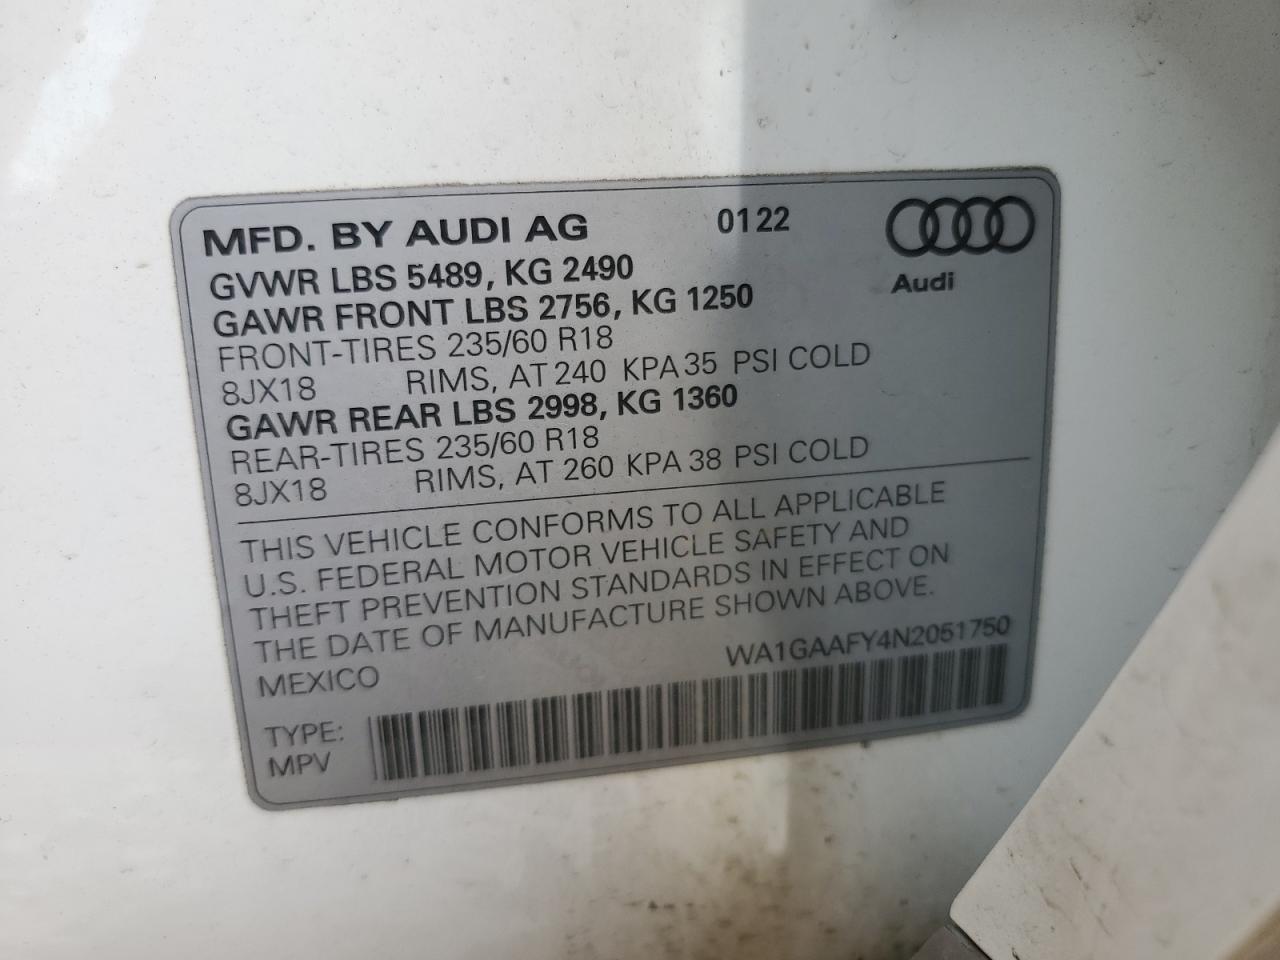 MFD. BY AUDI AG 0122
Audi
GVWR LBS 5489, KG 2490
GAWR FRONT LBS 2756, KG 1250
FRONT-TIRES 235/60 R18
8JX18 RIMS, AT 240 KPA 35 PSI COLD
GAWR REAR LBS 2998, KG 1360
REAR-TIRES 235/60 R18
8JX18 RIMS, AT 260 KPA 38 PSI COLD
THIS VEHICLE CONFORMS TO ALL APPLICABLE
U.S. FEDERAL MOTOR VEHICLE SAFETY AND
THEFT PREVENTION STANDARDS IN EFFECT ON
THE DATE OF MANUFACTURE SHOWN ABOVE.
MEXICO WA1GAAFY4N2051750
TYPE:
MPV